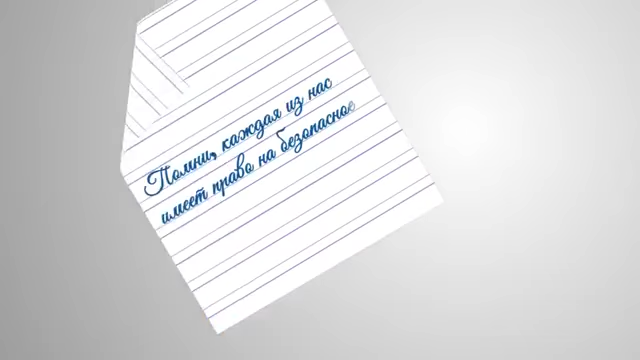 Помни, каждая из нас
имеет право на безопасное